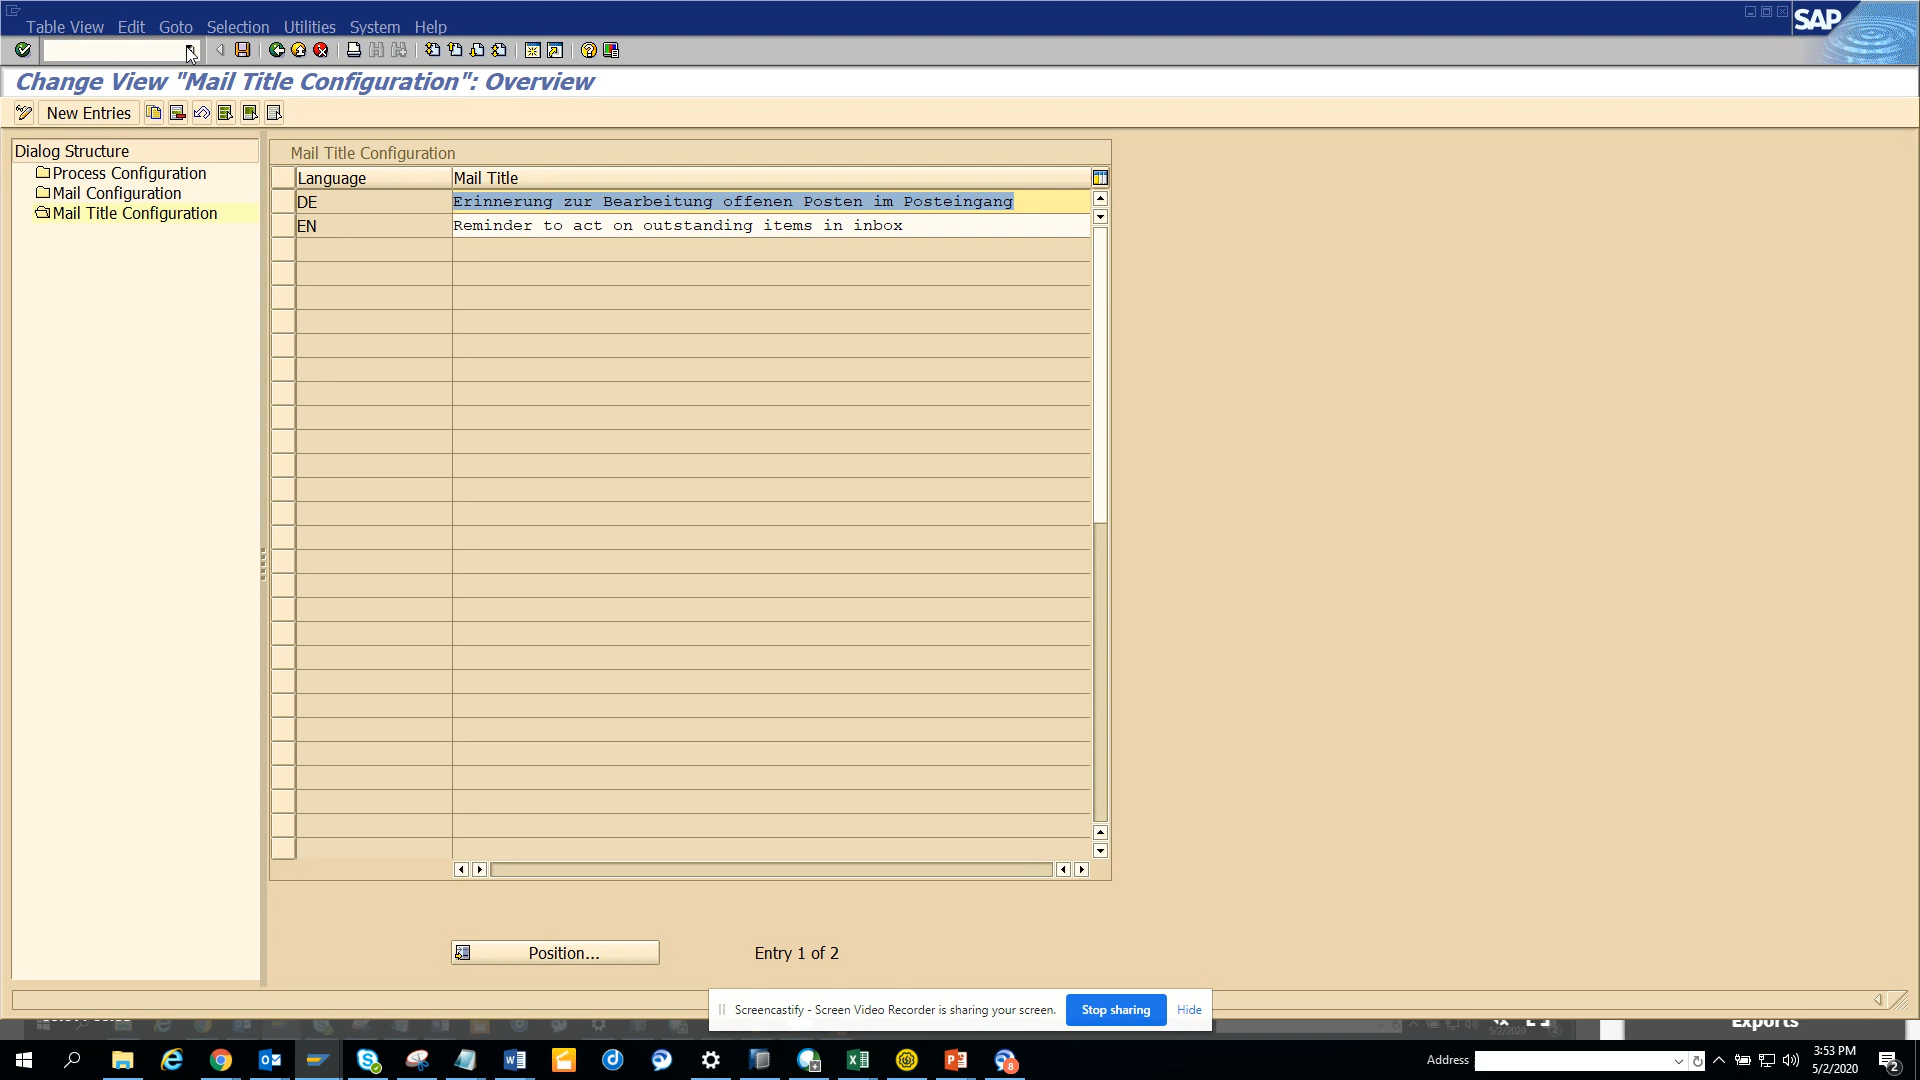 Table View Edit Goto Selection Utilities System Help
SAP
Change View "Mail Title Configuration": Overview
New Entries
Dialog Structure
Process Configuration
Mail Configuration
Mail Title Configuration
Mail Title Configuration
Language Mail Title
DE Erinnerung zur Bearbeitung offenen Posten im Posteingang
EN Reminder to act on outstanding items in inbox
Position... Entry 1 of 2
Screencastify - Screen Video Recorder is sharing your screen. Stop sharing Hide
Exports
Address
3:53 PM
5/2/2020
2
8